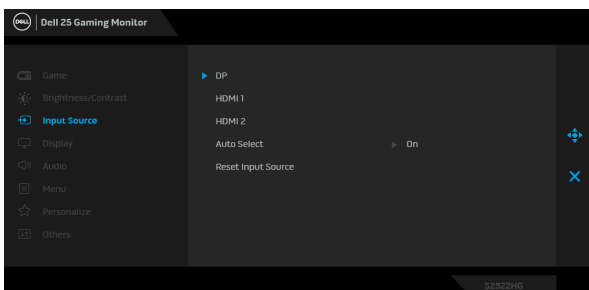 DELL Dell 25 Gaming Monitor
Game
Brightness/Contrast
Input Source
Display
Audio
Menu
Personalize
Others
DP
HDMI 1
HDMI 2
Auto Select On
Reset Input Source
S2522HG